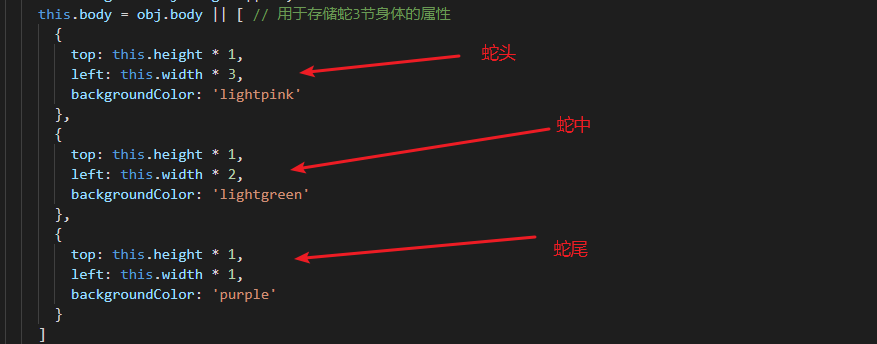 this.body = obj.body || [ // 用于存储蛇3节身体的属性
{
top: this.height * 1,
left: this.width * 3,
backgroundColor: 'lightpink'
},
{
top: this.height * 1,
left: this.width * 2,
backgroundColor: 'lightgreen'
},
{
top: this.height * 1,
left: this.width * 1,
backgroundColor: 'purple'
}
]
蛇头
蛇中
蛇尾